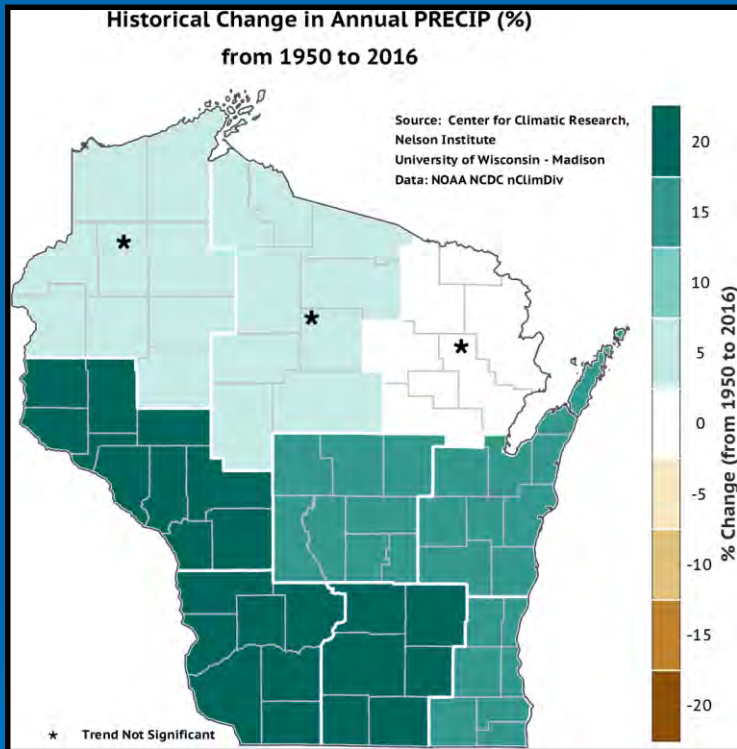 Historical Change in Annual PRECIP (%)
from 1950 to 2016
Source: Center for Climatic Research,
Nelson Institute
University of Wisconsin - Madison
Data: NOAA NCDC nClimDiv
20
15
10
5
0
-5
-10
-15
-20
% Change (from 1950 to 2016)
*
*
*
* Trend Not Significant